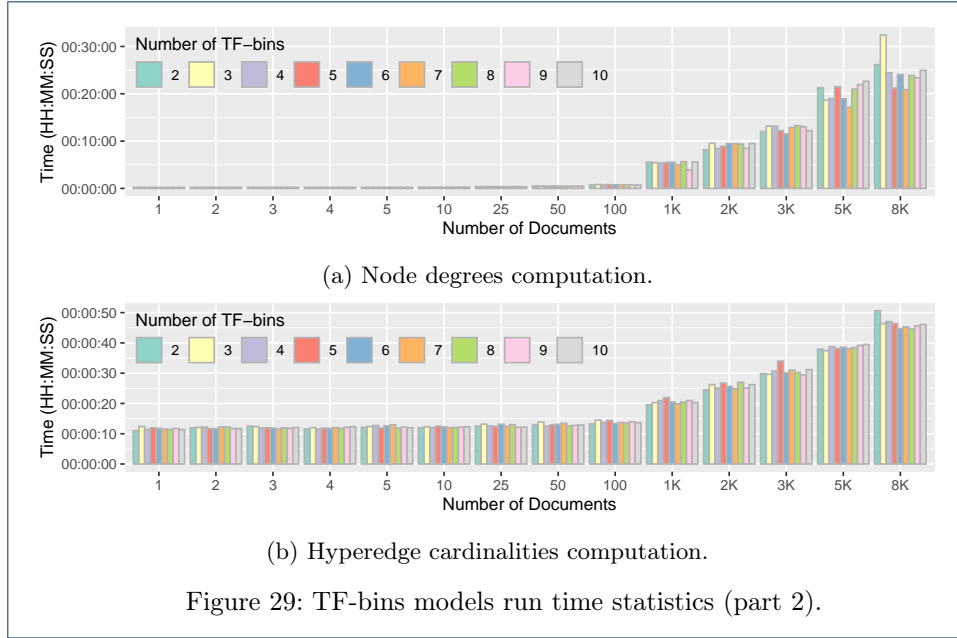 Number of TF−bins
2 3 4 5 6 7 8 9 10
Time (HH:MM:SS)
00:30:00
00:20:00
00:10:00
00:00:00
1 2 3 4 5 10 25 50 100 1K 2K 3K 5K 8K
Number of Documents
(a) Node degrees computation.
Number of TF−bins
2 3 4 5 6 7 8 9 10
Time (HH:MM:SS)
00:00:50
00:00:40
00:00:30
00:00:20
00:00:10
00:00:00
1 2 3 4 5 10 25 50 100 1K 2K 3K 5K 8K
Number of Documents
(b) Hyperedge cardinalities computation.
Figure 29: TF-bins models run time statistics (part 2).